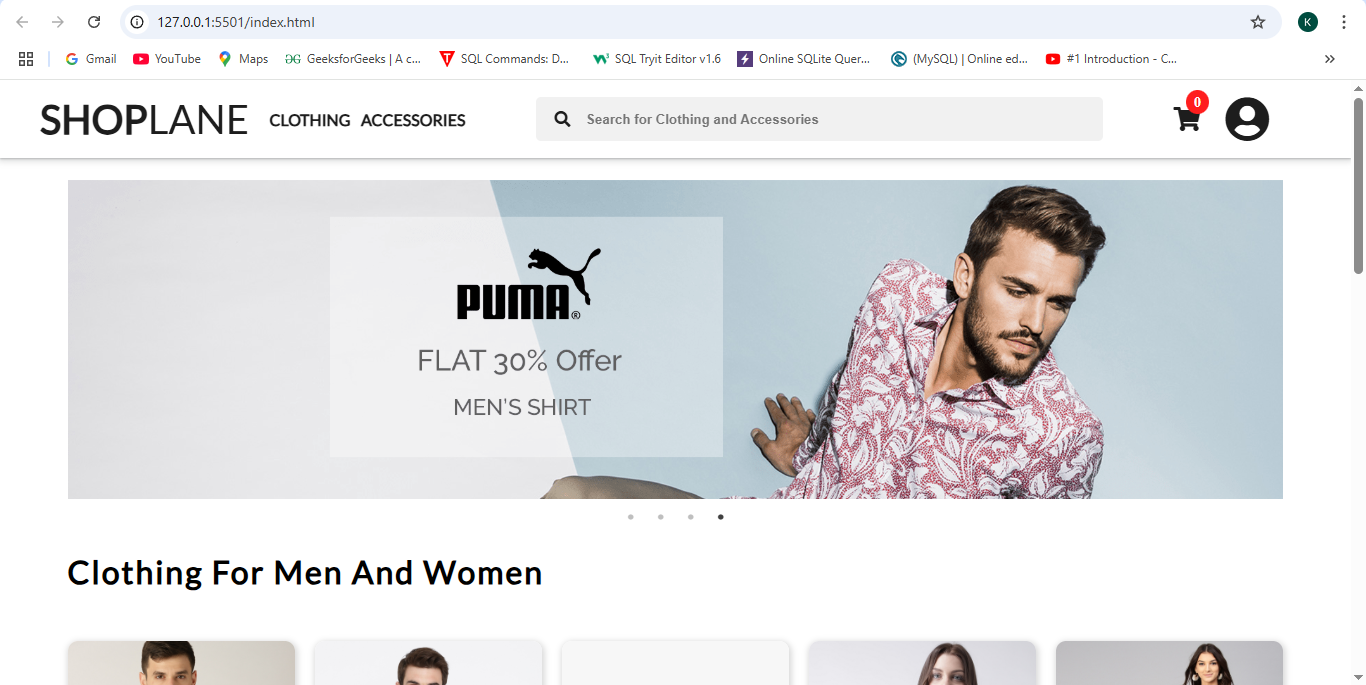 127.0.0.1:5501/index.html
K
Gmail
YouTube
Maps
GeeksforGeeks | A c...
SQL Commands: D...
SQL Tryit Editor v1.6
Online SQLite Quer...
(MySQL) | Online ed...
#1 Introduction - C...
SHOPLANE
CLOTHING
ACCESSORIES
Search for Clothing and Accessories
0
PUMA®
FLAT 30% Offer
MEN'S SHIRT
Clothing For Men And Women